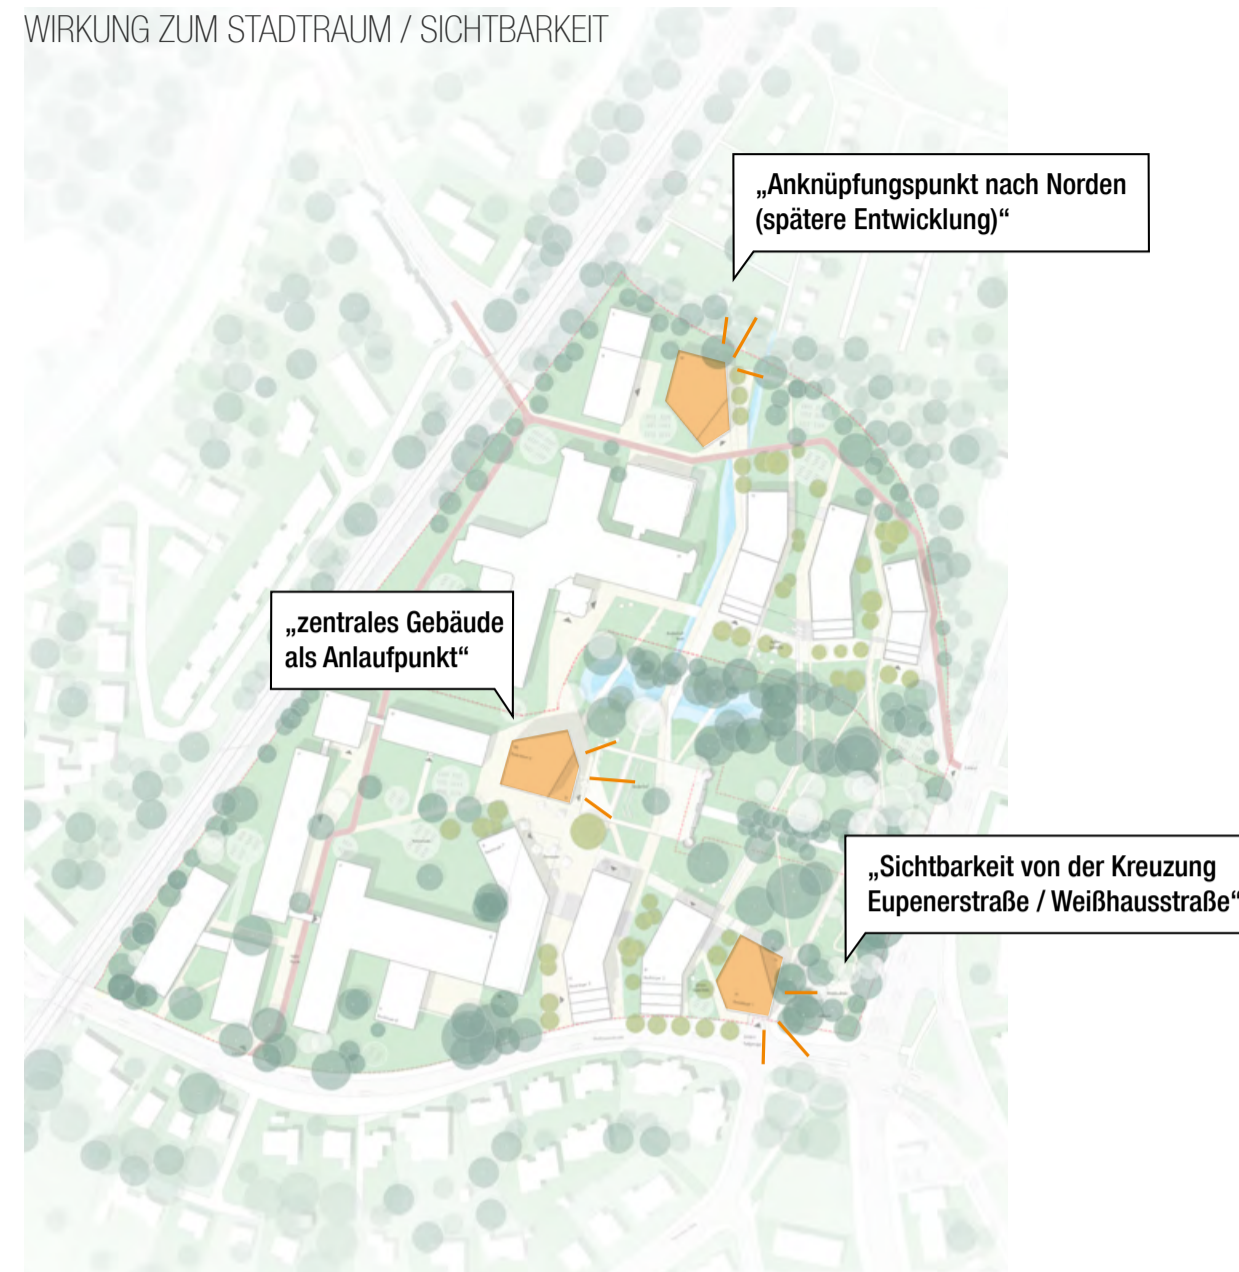 WIRKUNG ZUM STADTRAUM / SICHTBARKEIT
„Anknüpfungspunkt nach Norden
(spätere Entwicklung)“
„zentrales Gebäude
als Anlaufpunkt“
„Sichtbarkeit von der Kreuzung
Eupenerstraße / Weißhausstraße“